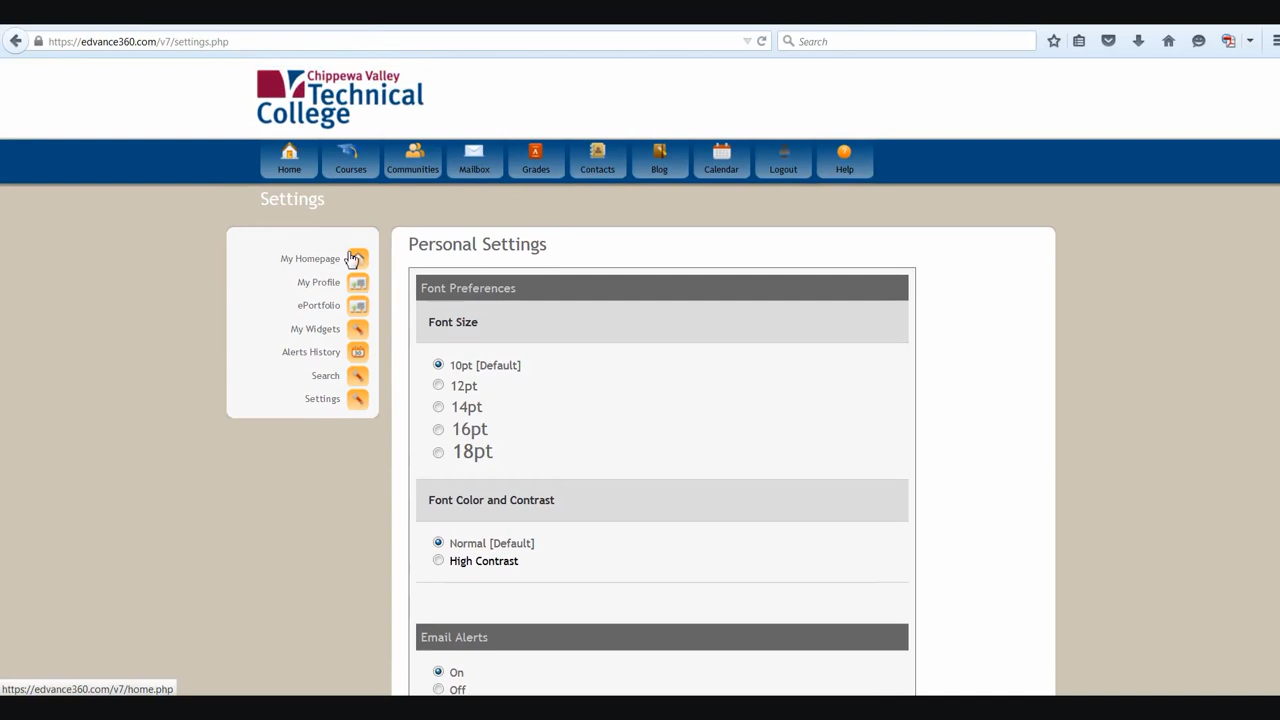 https://edvance360.com/v7/settings.php
Search
Chippewa Valley
Technical
College
Home
Courses
Communities
Mailbox
Grades
Contacts
Blog
Calendar
Logout
Help
Settings
My Homepage
My Profile
ePortfolio
My Widgets
Alerts History
Search
Settings
Personal Settings
Font Preferences
Font Size
10pt [Default]
12pt
14pt
16pt
18pt
Font Color and Contrast
Normal [Default]
High Contrast
Email Alerts
On
Off
https://edvance360.com/v7/home.php